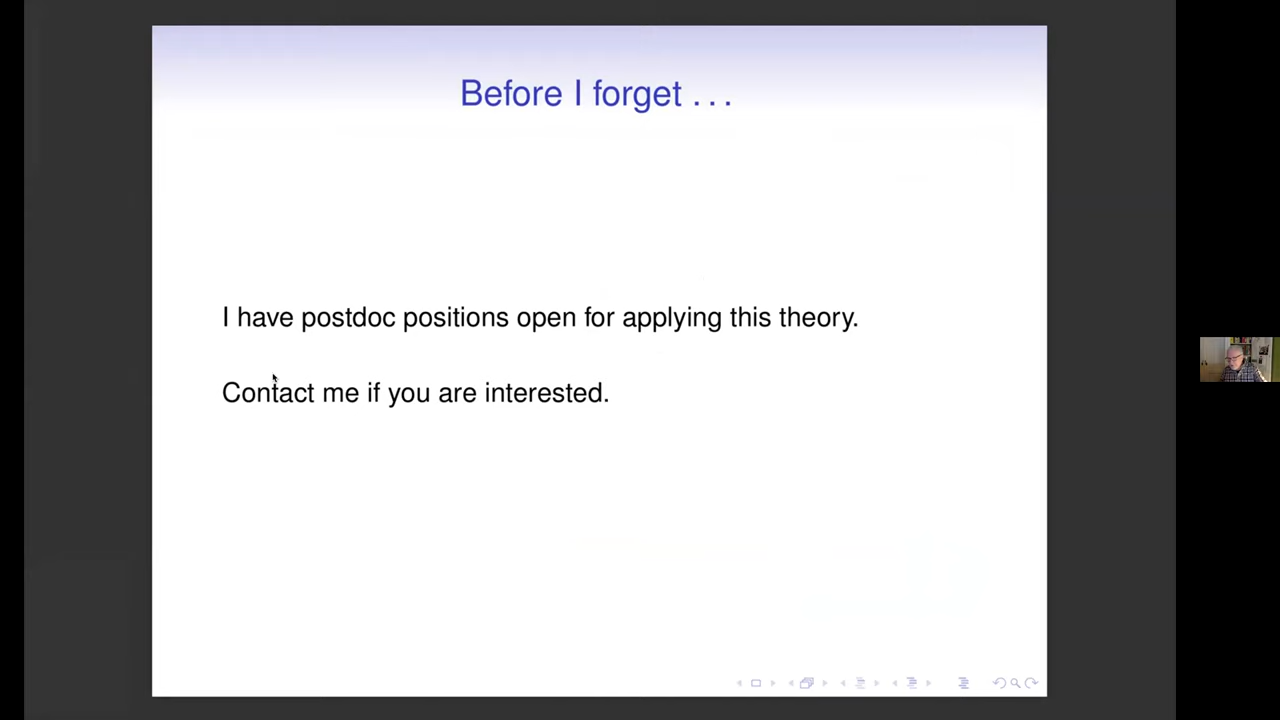 Before I forget . . .
I have postdoc positions open for applying this theory.
Contact me if you are interested.